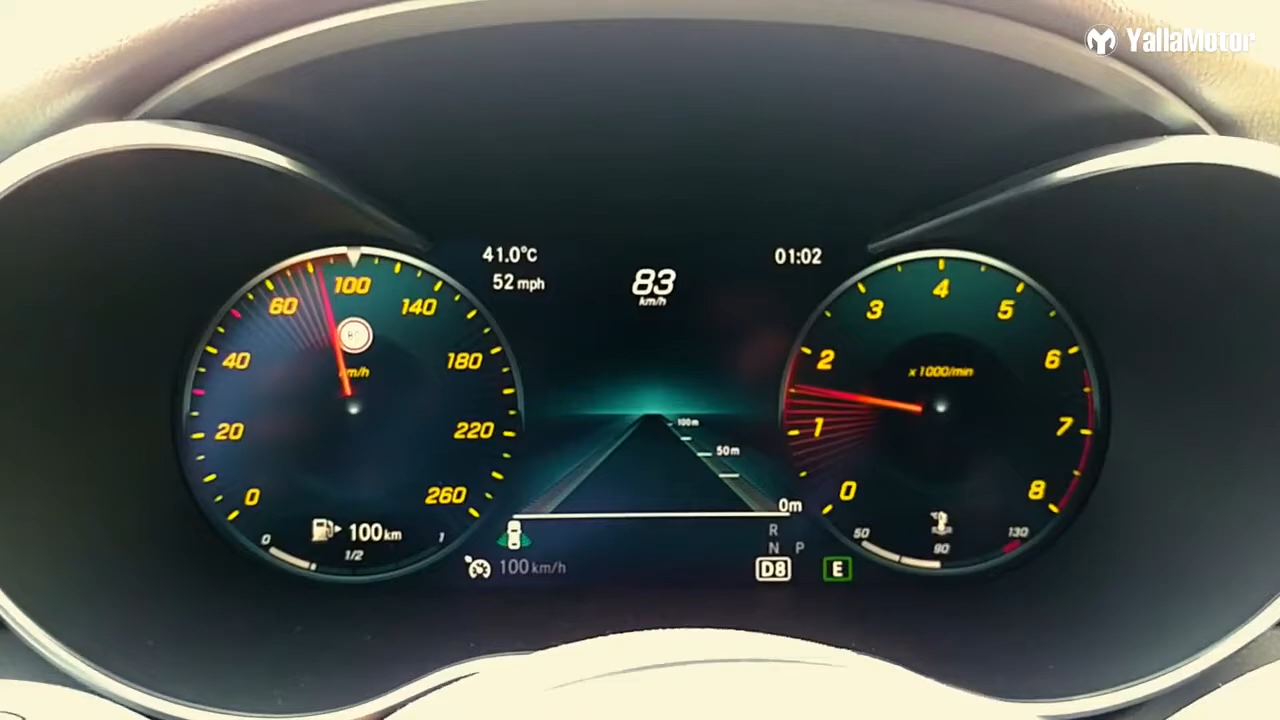 YallaMotor
41.0°C
52 mph
83
km/h
01:02
0
20
40
60
100
140
180
220
260
km/h
100 km
0
1/2
1
100m
50m
0m
100 km/h
R
N P
D8
E
0
1
2
3
4
5
6
7
8
x 1000/min
50
90
130